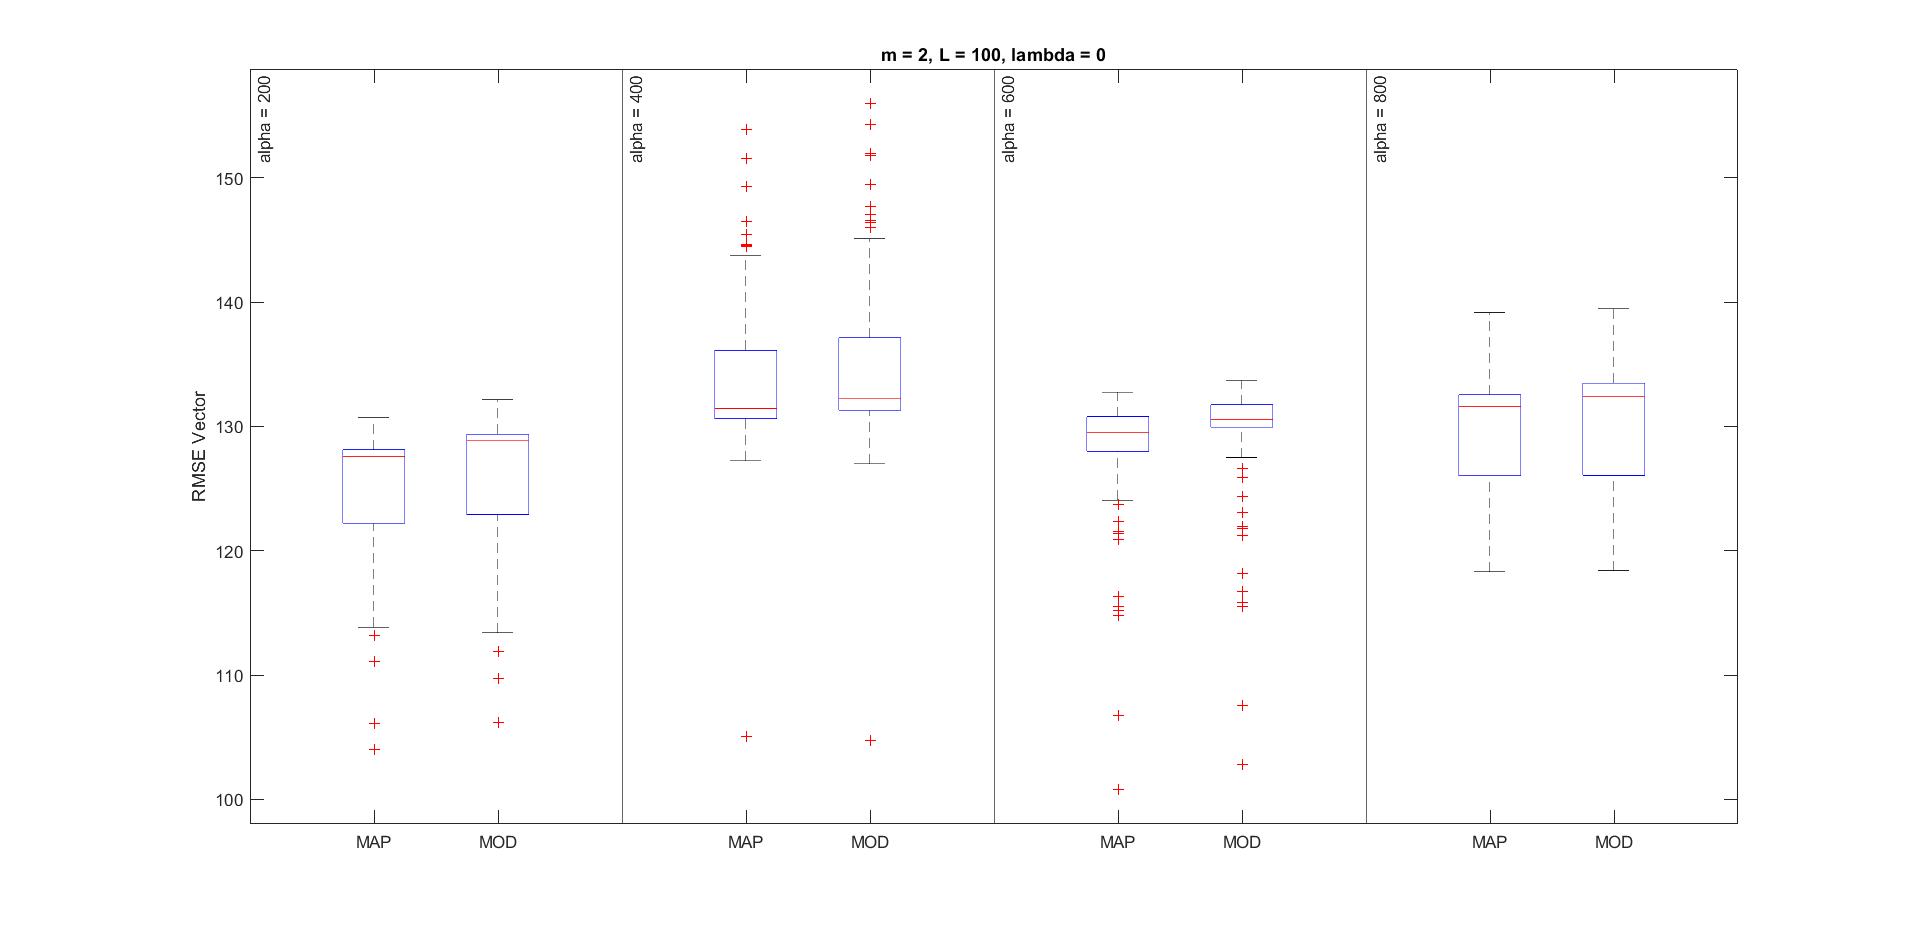 m = 2, L = 100, lambda = 0
alpha = 200
alpha = 400
alpha = 600
alpha = 800
RMSE Vector
150
140
130
120
110
100
MAP MOD MAP MOD MAP MOD MAP MOD